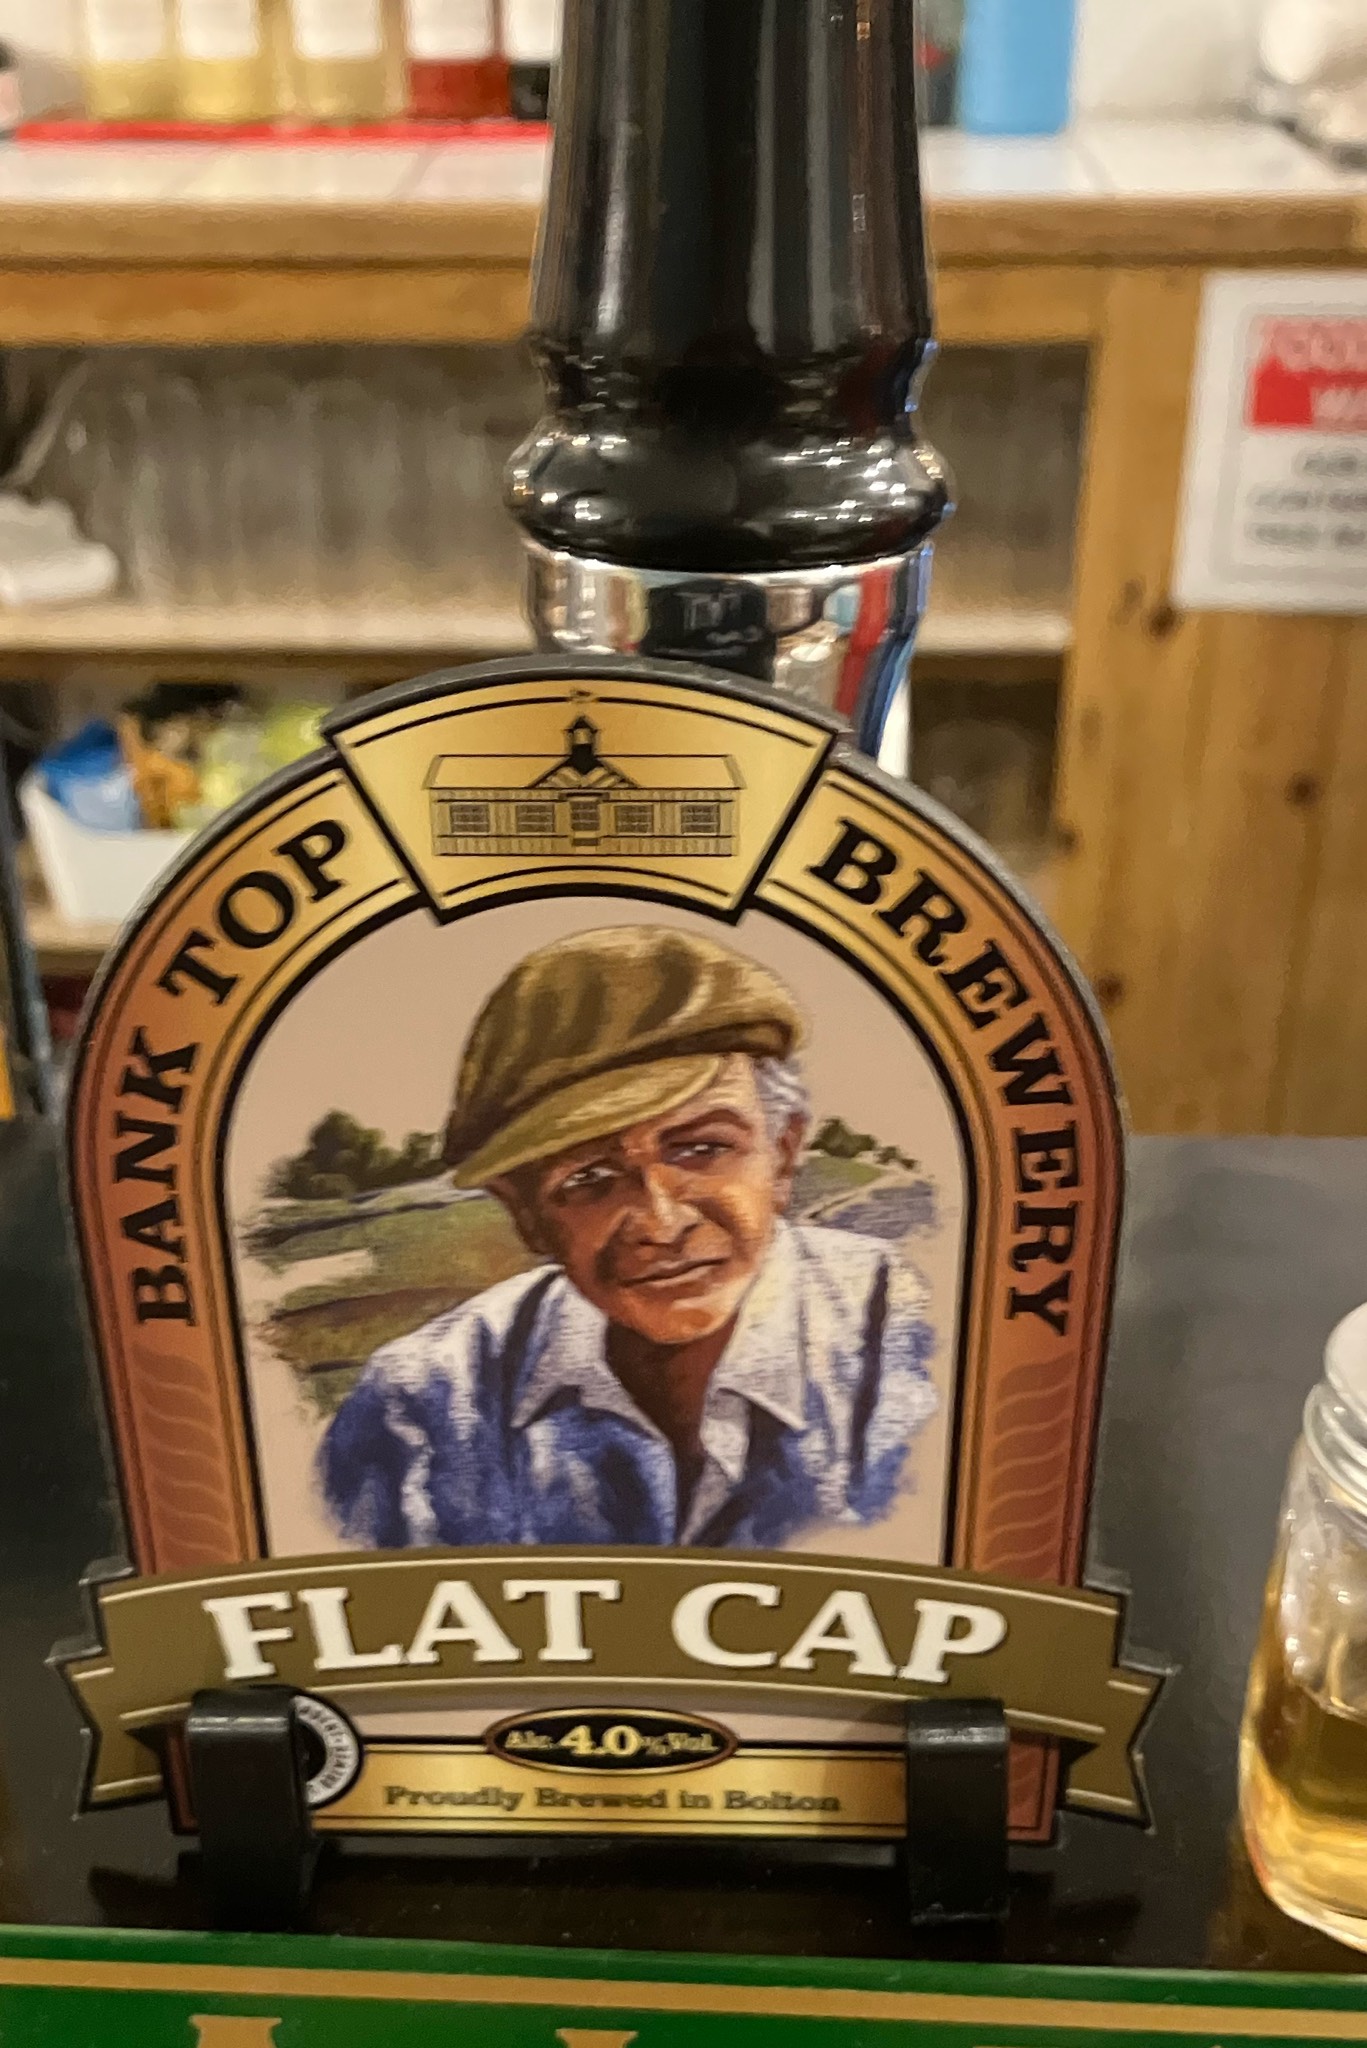 BANK TOP BREWERY
FLAT CAP
Alc. 4.0% Vol.
Proudly Brewed in Bolton